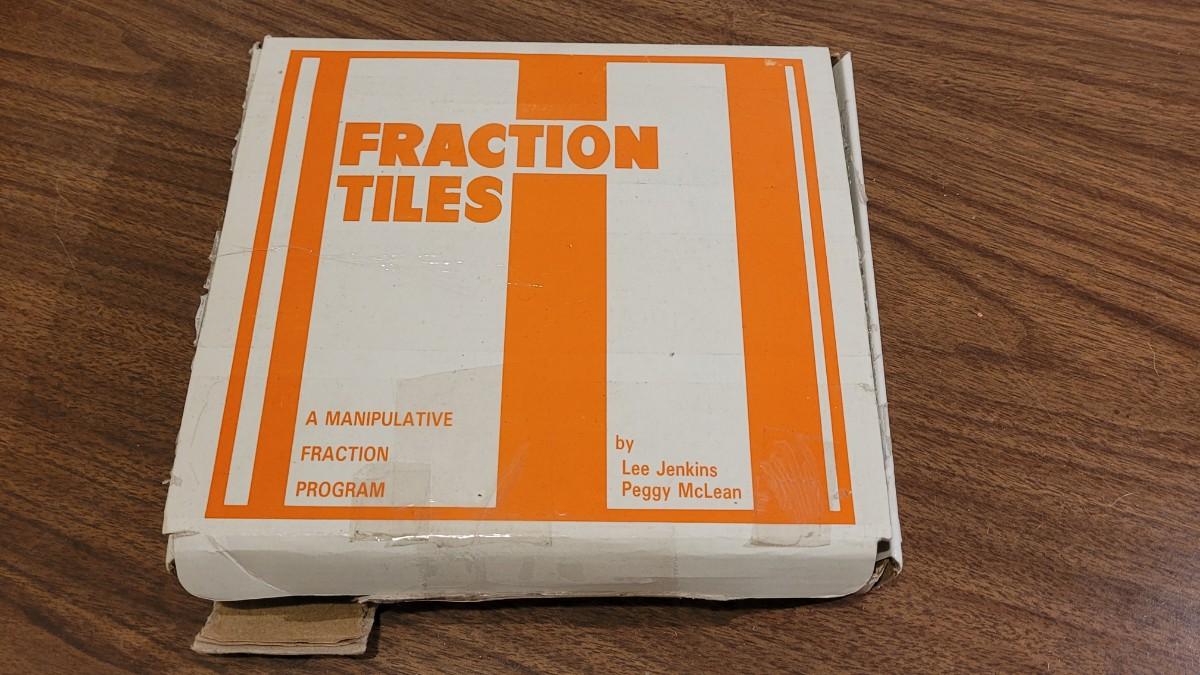 FRACTION
TILES
A MANIPULATIVE
FRACTION
PROGRAM
by
Lee Jenkins
Peggy McLean